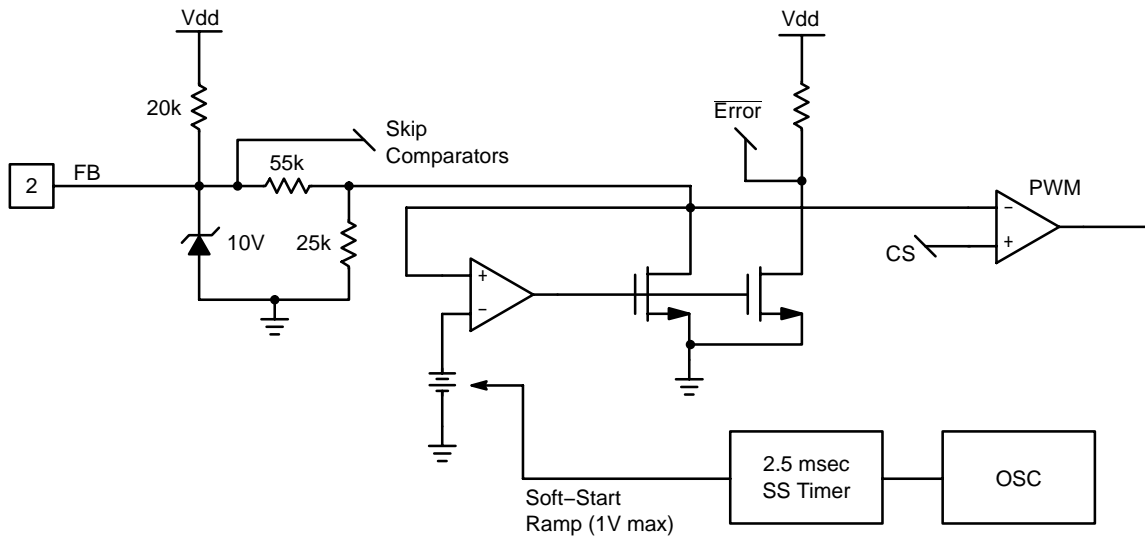 Vdd
Vdd
20k
Error
Skip
Comparators
2
FB
55k
PWM
10V
25k
−
+
CS
+
−
2.5 msec
SS Timer
OSC
Soft−Start
Ramp (1V max)